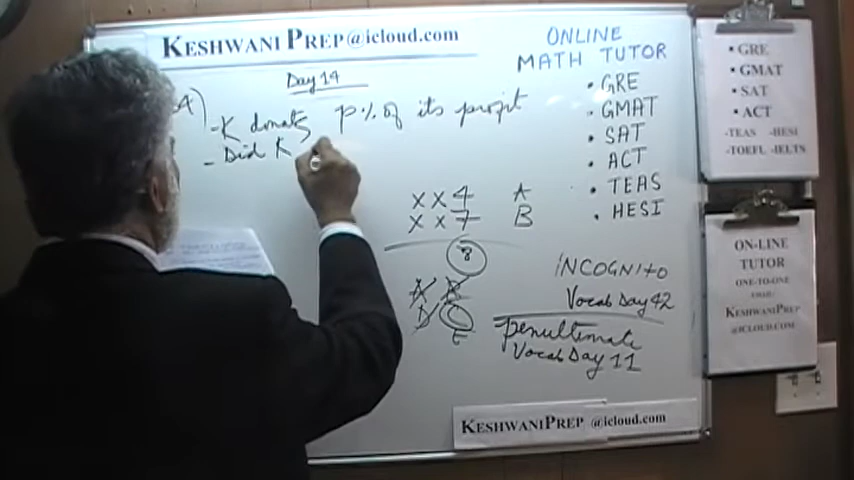 KESHWANI PREP@icloud.com
Day 14
A)
- K donates p% of its profit
- Did K
x x 4 A
x x 7 B
8
A B
D
E
ONLINE
MATH TUTOR
• GRE
• GMAT
• SAT
• ACT
• TEAS
• HESI
INCOGNITO
Vocab Day 42
penultimate
Vocab Day 11
KESHWANIPREP @icloud.com
• GRE
• GMAT
• SAT
• ACT
-TEAS -HESI
-TOEFL -IELTS
ON-LINE
TUTOR
ONE-TO-ONE
KESHWANIPREP
@ICLOUD.COM